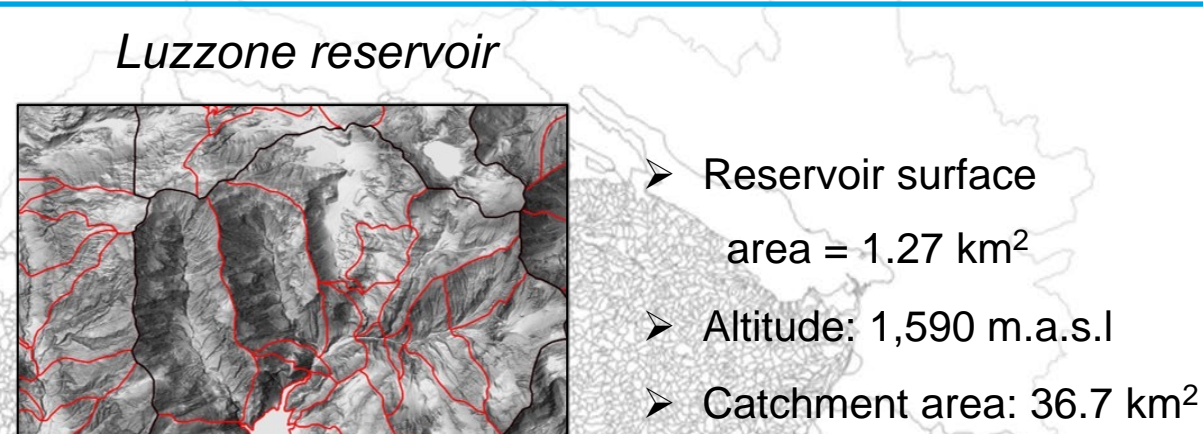 Luzzone reservoir
➢ Reservoir surface
area = 1.27 km²
➢ Altitude: 1,590 m.a.s.l
➢ Catchment area: 36.7 km²